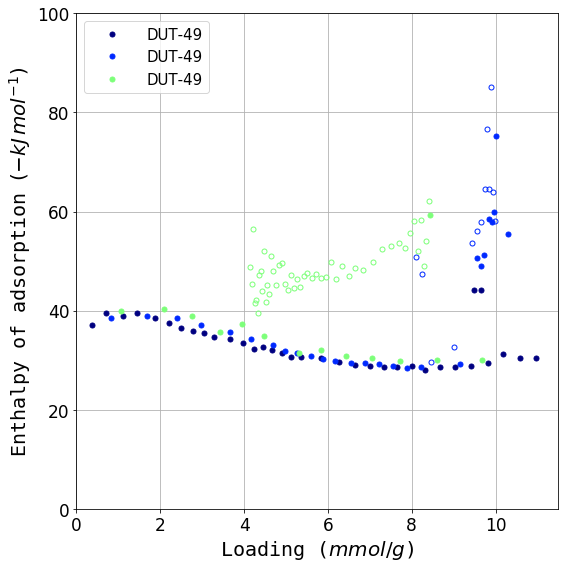 100
80
60
40
20
0
0 2 4 6 8 10
DUT-49
DUT-49
DUT-49
Enthalpy of adsorption (−kJmol⁻¹)
Loading (mmol/g)